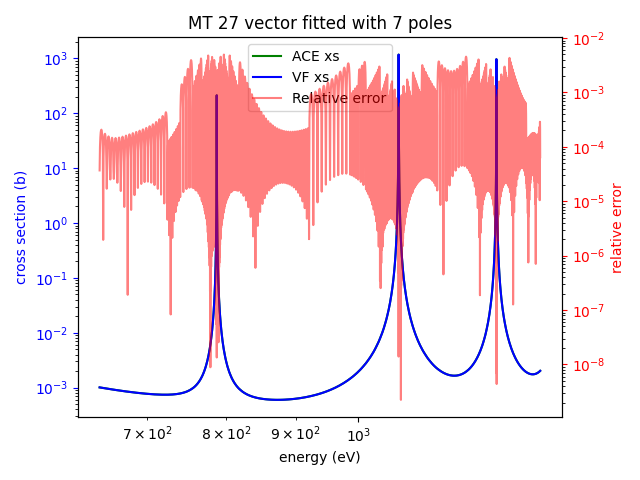 MT 27 vector fitted with 7 poles
ACE xs
VF xs
Relative error
cross section (b)
10³
10²
10¹
10⁰
10⁻¹
10⁻²
10⁻³
10⁻²
10⁻³
10⁻⁴
10⁻⁵
10⁻⁶
10⁻⁷
10⁻⁸
relative error
7 × 10² 8 × 10² 9 × 10² 10³
energy (eV)